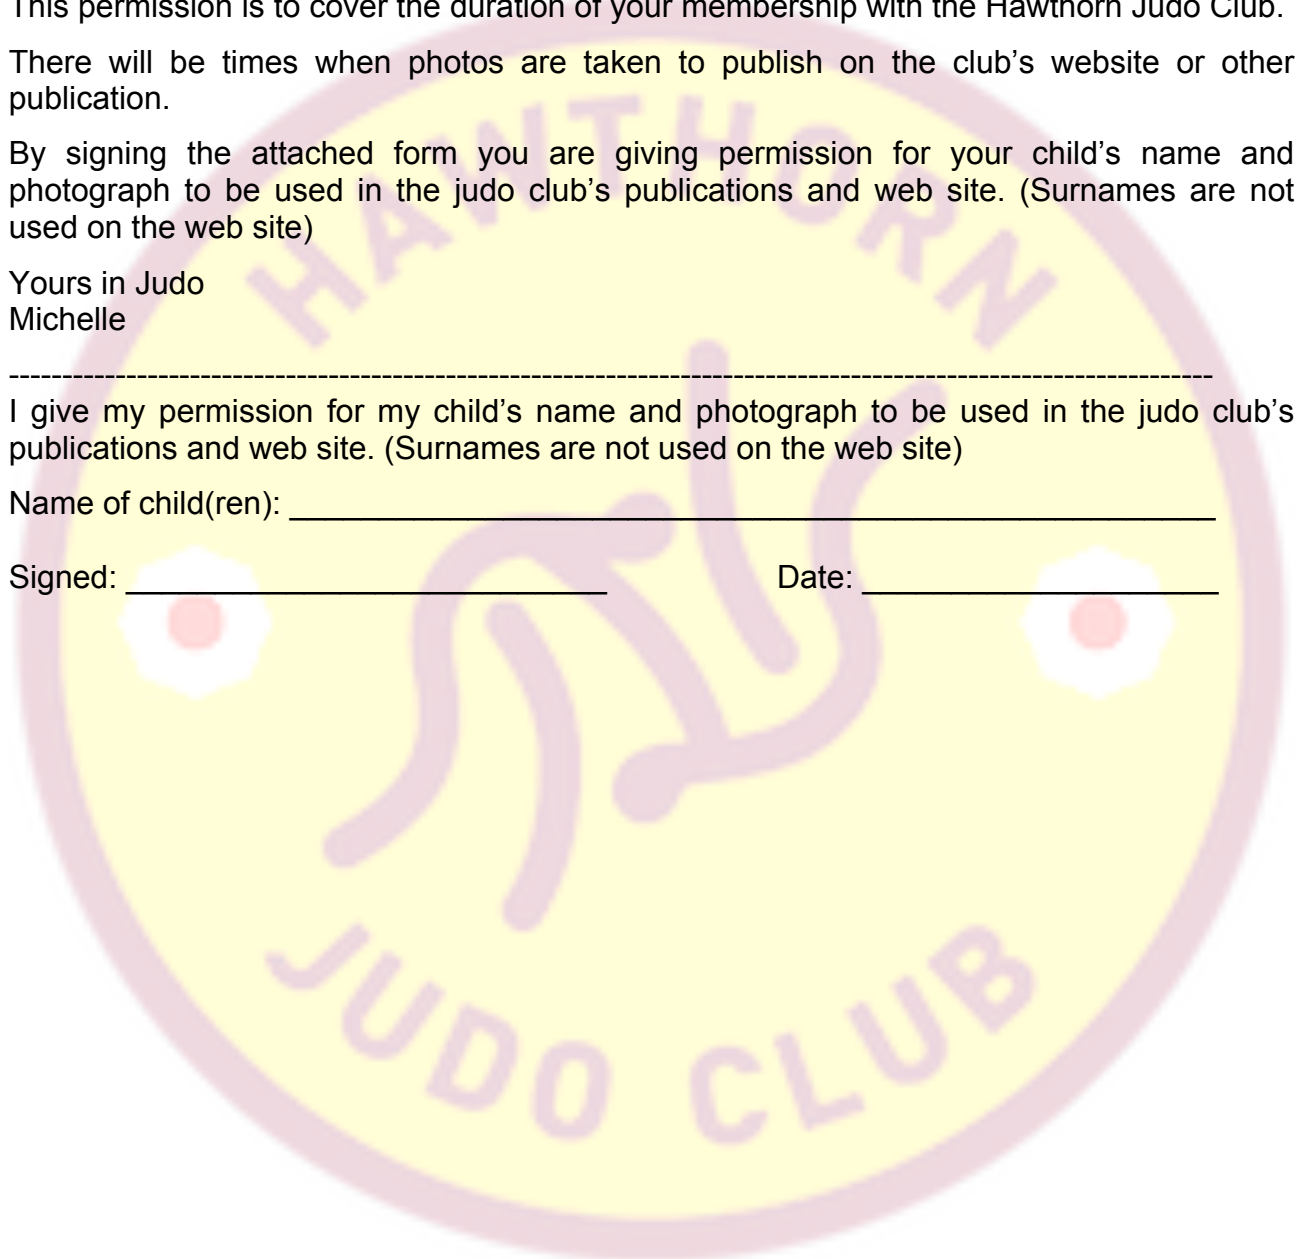 This permission is to cover the duration of your membership with the Hawthorn Judo Club.
There will be times when photos are taken to publish on the club's website or other
publication.
By signing the attached form you are giving permission for your child's name and
photograph to be used in the judo club's publications and web site. (Surnames are not
used on the web site)
Yours in Judo
Michelle
I give my permission for my child's name and photograph to be used in the judo club's
publications and web site. (Surnames are not used on the web site)
Name of child(ren):
Signed: Date:
HAWTHORN
JUDO CLUB